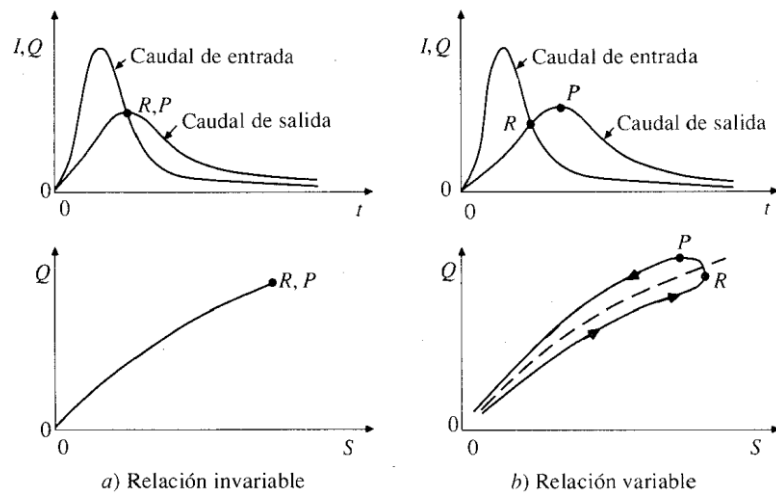 I, Q
Caudal de entrada
R, P
Caudal de salida
0
0
t
I, Q
Caudal de entrada
P
R
Caudal de salida
0
0
t
Q
R, P
0
0
S
a) Relación invariable
Q
P
R
0
0
S
b) Relación variable